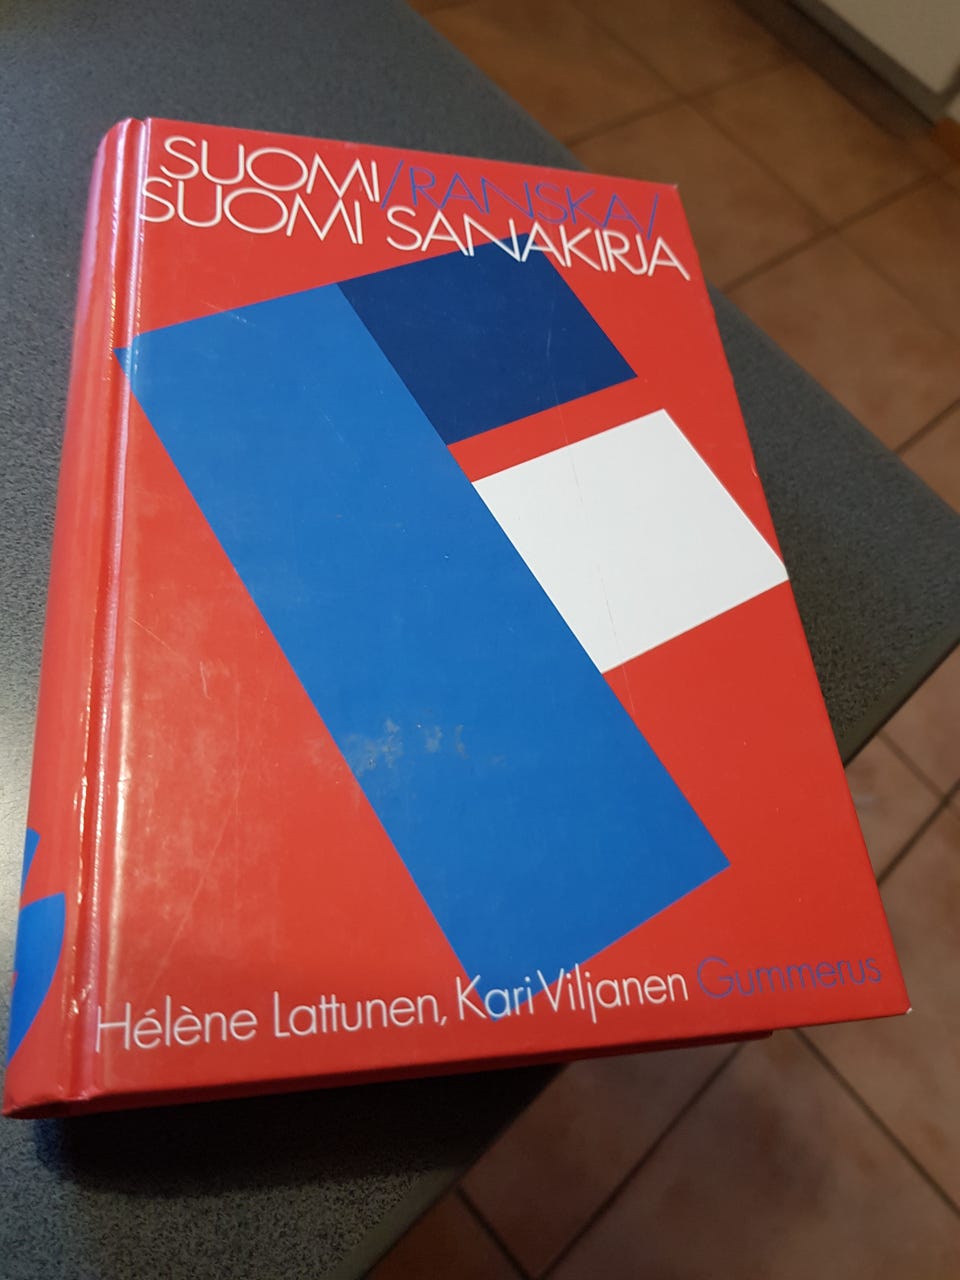 SUOMI/RANSKA/
SUOMI SANAKIRJA
Hélène Lattunen, Kari Viljanen Gummerus